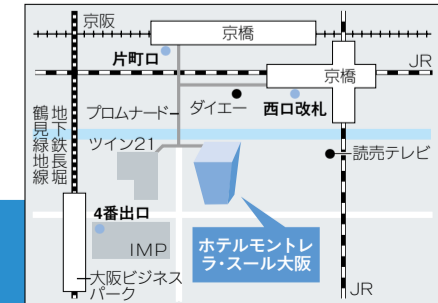 京阪
京橋
片町口
JR
京橋
プロムナード
ダイエー
西口改札
地下鉄長堀
鶴見緑地線
ツイン21
読売テレビ
4番出口
IMP
ホテルモントレ
ラ・スール大阪
大阪ビジネス
パーク
JR